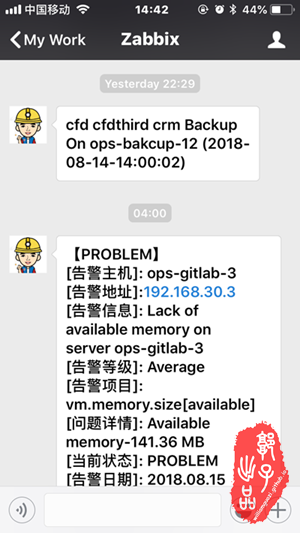 中国移动 14:42 44%
My Work Zabbix
Yesterday 22:29
cfd cfdthird crm Backup
On ops-bakcup-12 (2018-
08-14-14:00:02)
04:00
【PROBLEM】
[告警主机]: ops-gitlab-3
[告警地址]:192.168.30.3
[告警信息]: Lack of
available memory on
server ops-gitlab-3
[告警等级]: Average
[告警项目]:
vm.memory.size[available]
[问题详情]: Available
memory-141.36 MB
[当前状态]: PROBLEM
[告警日期]: 2018.08.15
郭子出品